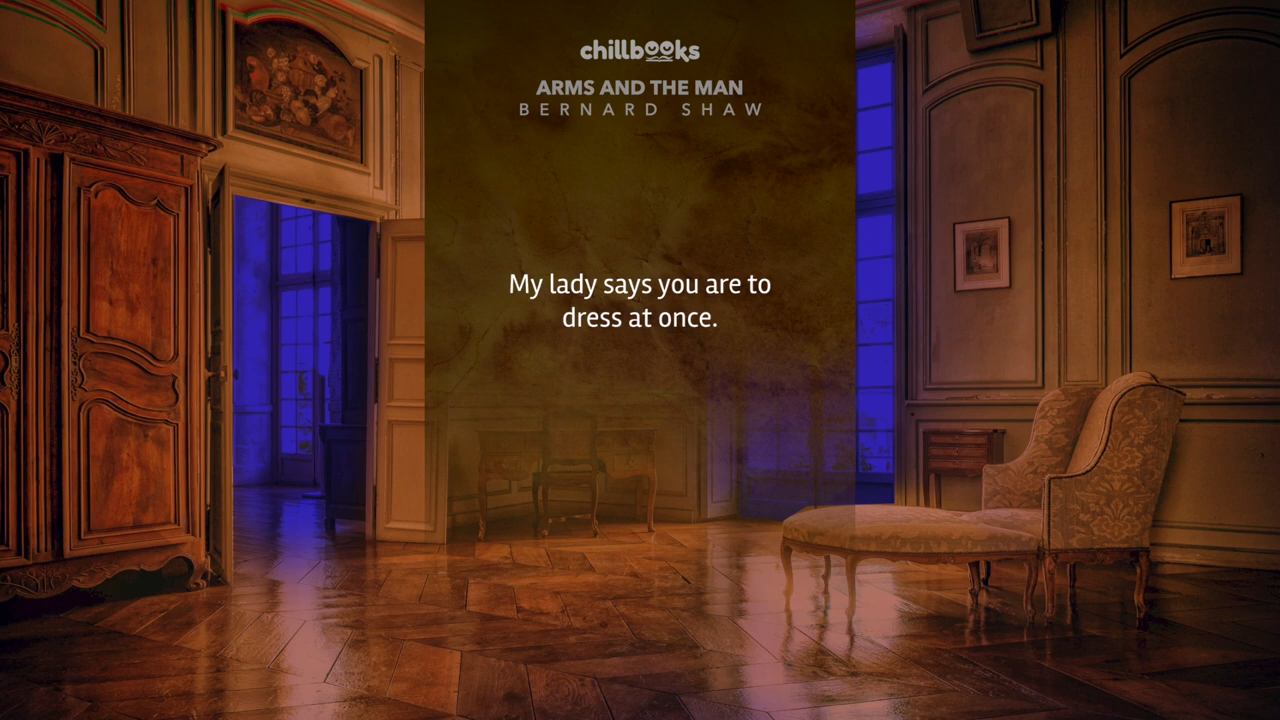 chillbooks
ARMS AND THE MAN
BERNARD SHAW
My lady says you are to
dress at once.